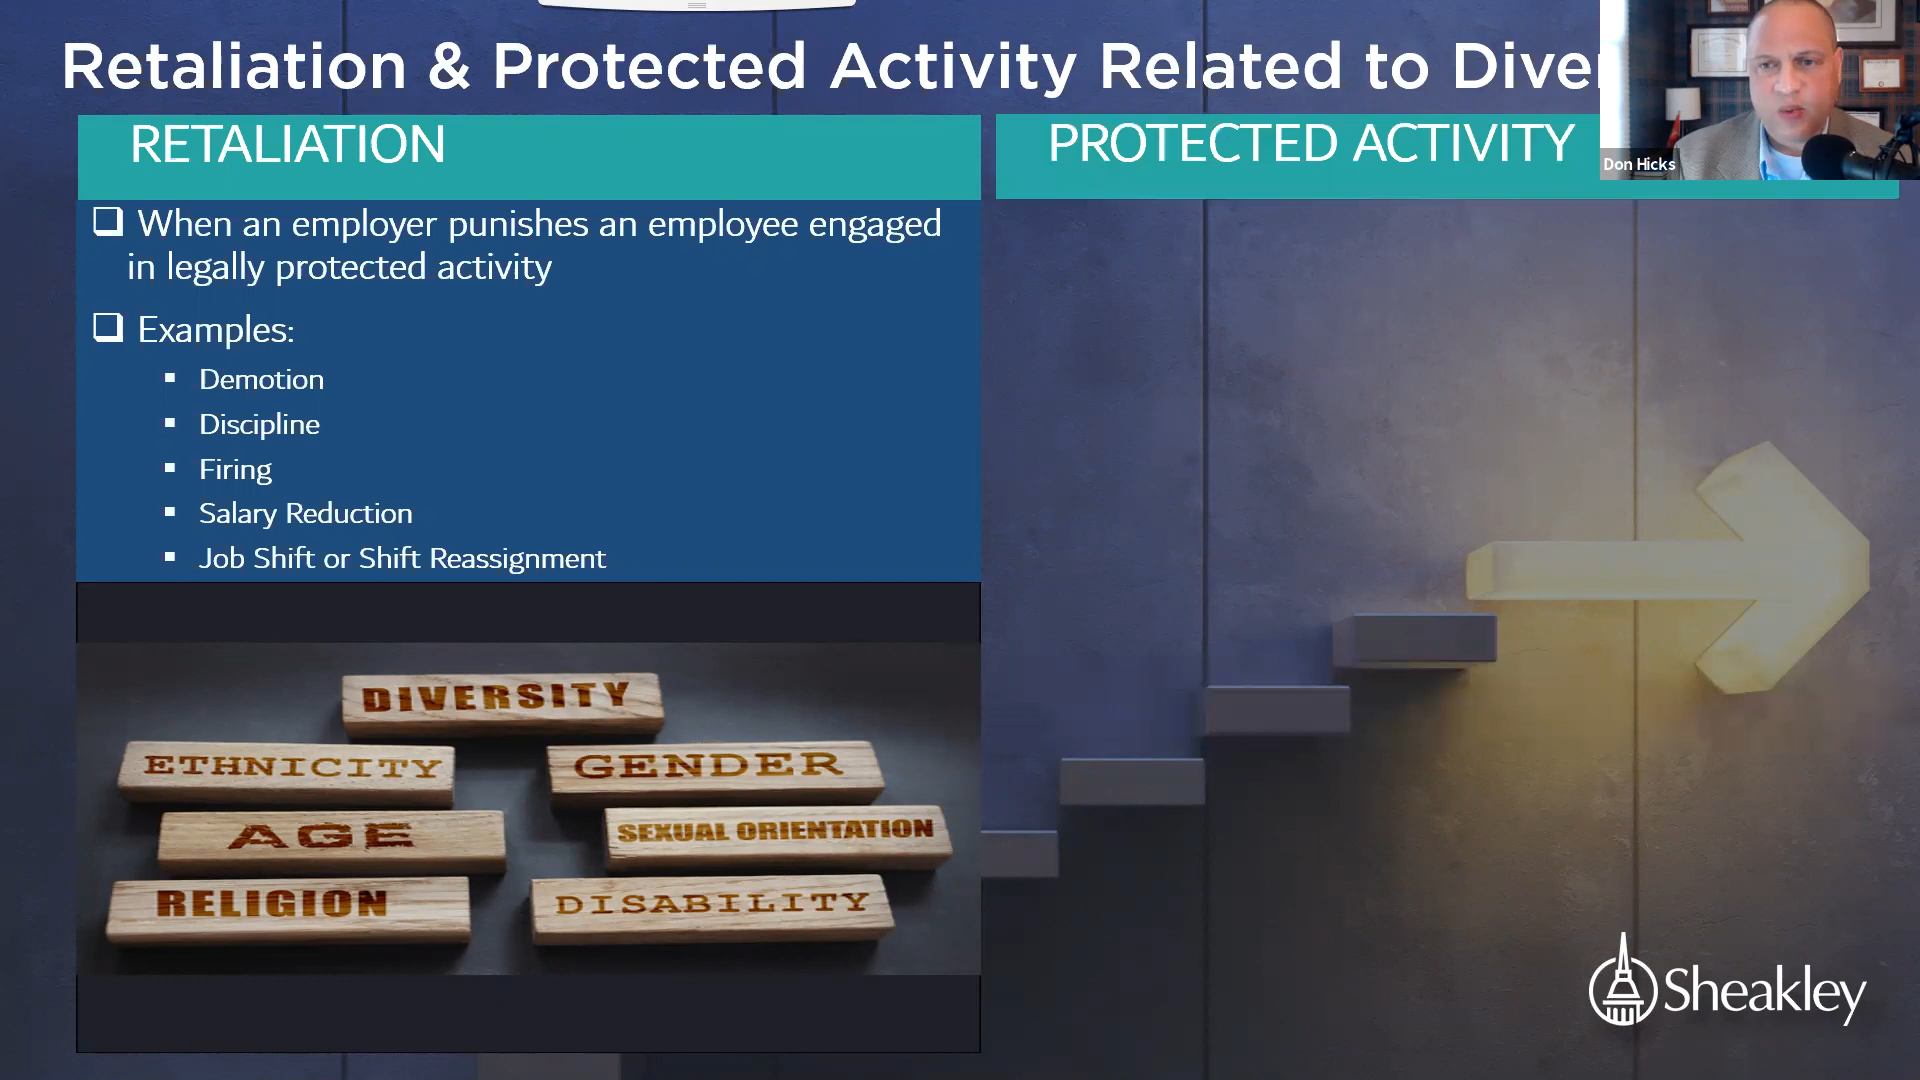 Retaliation & Protected Activity Related to Diver
RETALIATION
When an employer punishes an employee engaged
in legally protected activity
Examples:
Demotion
Discipline
Firing
Salary Reduction
Job Shift or Shift Reassignment
DIVERSITY
ETHNICITY
GENDER
AGE
SEXUAL ORIENTATION
RELIGION
DISABILITY
PROTECTED ACTIVITY
Don Hicks
Sheakley